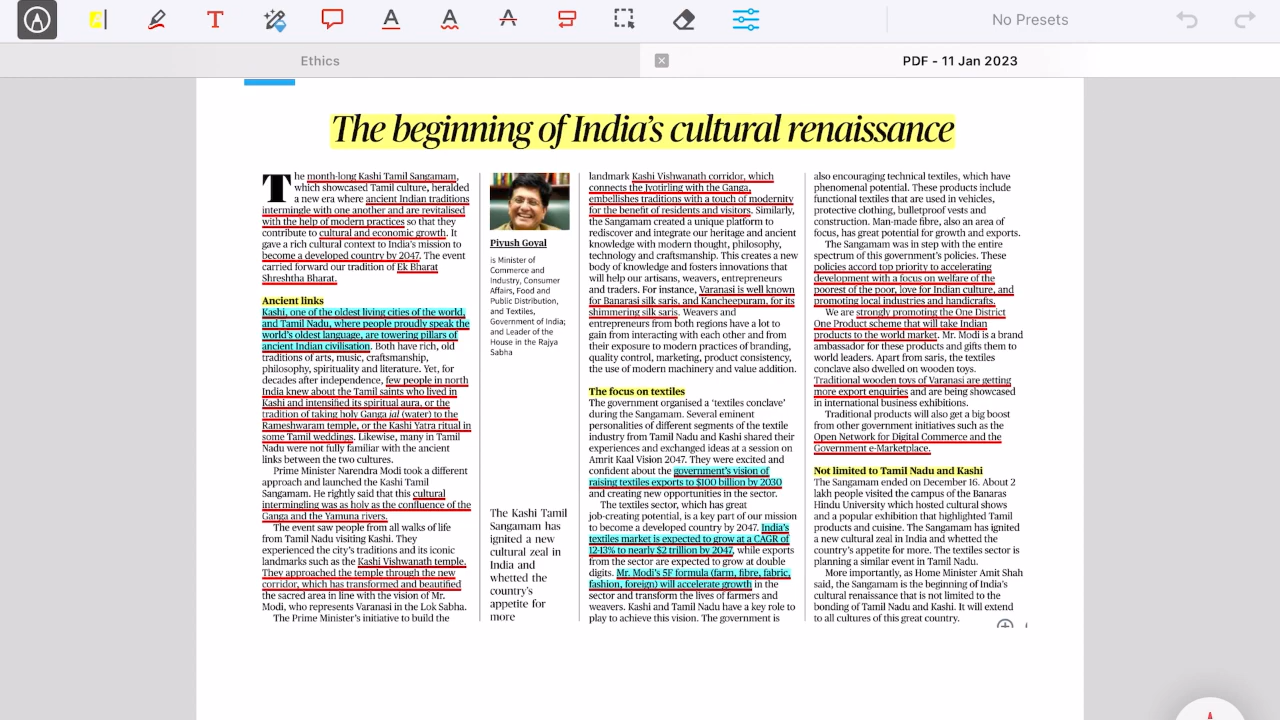 No Presets
Ethics
PDF - 11 Jan 2023
The beginning of India's cultural renaissance
The month-long Kashi Tamil Sangamam,
which showcased Tamil culture, heralded
a new era where ancient Indian traditions
intermingle with one another and are revitalised
with the help of modern practices so that they
contribute to cultural and economic growth. It
gave a rich cultural context to India's mission to
become a developed country by 2047. The event
carried forward our tradition of Ek Bharat
Shreshtha Bharat.
Ancient links
Kashi, one of the oldest living cities of the world,
and Tamil Nadu, where people proudly speak the
world's oldest language, are towering pillars of
ancient Indian civilisation. Both have rich, old
traditions of arts, music, craftsmanship,
philosophy, spirituality and literature. Yet, for
decades after independence, few people in north
India knew about the Tamil saints who lived in
Kashi and intensified its spiritual aura, or the
tradition of taking holy Ganga jal (water) to the
Rameshwaram temple, or the Kashi Yatra ritual in
some Tamil weddings. Likewise, many in Tamil
Nadu were not fully familiar with the ancient
links between the two cultures.
Prime Minister Narendra Modi took a different
approach and launched the Kashi Tamil
Sangamam. He rightly said that this cultural
intermingling was as holy as the confluence of the
Ganga and the Yamuna rivers.
The event saw people from all walks of life
from Tamil Nadu visiting Kashi. They
experienced the city's traditions and its iconic
landmarks such as the Kashi Vishwanath temple.
They approached the temple through the new
corridor, which has transformed and beautified
the sacred area in line with the vision of Mr.
Modi, who represents Varanasi in the Lok Sabha.
The Prime Minister's initiative to build the
Piyush Goyal
is Minister of
Commerce and
Industry, Consumer
Affairs, Food and
Public Distribution,
and Textiles,
Government of India;
and Leader of the
House in the Rajya
Sabha
The Kashi Tamil
Sangamam has
ignited a new
cultural zeal in
India and
whetted the
country's
appetite for
more
landmark Kashi Vishwanath corridor, which
connects the Jyotirling with the Ganga,
embellishes traditions with a touch of modernity
for the benefit of residents and visitors. Similarly,
the Sangamam created a unique platform to
rediscover and integrate our heritage and ancient
knowledge with modern thought, philosophy,
technology and craftsmanship. This creates a new
body of knowledge and fosters innovations that
will help our artisans, weavers, entrepreneurs
and traders. For instance, Varanasi is well known
for Banarasi silk saris, and Kancheepuram, for its
shimmering silk saris. Weavers and
entrepreneurs from both regions have a lot to
gain from interacting with each other and from
their exposure to modern practices of branding,
quality control, marketing, product consistency,
the use of modern machinery and value addition.
The focus on textiles
The government organised a 'textiles conclave'
during the Sangamam. Several eminent
personalities of different segments of the textile
industry from Tamil Nadu and Kashi shared their
experiences and exchanged ideas at a session on
Amrit Kaal Vision 2047. They were excited and
confident about the government's vision of
raising textiles exports to $100 billion by 2030
and creating new opportunities in the sector.
The textiles sector, which has great
job-creating potential, is a key part of our mission
to become a developed country by 2047. India's
textiles market is expected to grow at a CAGR of
12-13% to nearly $2 trillion by 2047, while exports
from the sector are expected to grow at double
digits. Mr. Modi's 5F formula (farm, fibre, fabric,
fashion, foreign) will accelerate growth in the
sector and transform the lives of farmers and
weavers. Kashi and Tamil Nadu have a key role to
play to achieve this vision. The government is
also encouraging technical textiles, which have
phenomenal potential. These products include
functional textiles that are used in vehicles,
protective clothing, bulletproof vests and
construction. Man-made fibre, also an area of
focus, has great potential for growth and exports.
The Sangamam was in step with the entire
spectrum of this government's policies. These
policies accord top priority to accelerating
development with a focus on welfare of the
poorest of the poor, love for Indian culture, and
promoting local industries and handicrafts.
We are strongly promoting the One District
One Product scheme that will take Indian
products to the world market. Mr. Modi is a brand
ambassador for these products and gifts them to
world leaders. Apart from saris, the textiles
conclave also dwelled on wooden toys.
Traditional wooden toys of Varanasi are getting
more export enquiries and are being showcased
in international business exhibitions.
Traditional products will also get a big boost
from other government initiatives such as the
Open Network for Digital Commerce and the
Government e-Marketplace.
Not limited to Tamil Nadu and Kashi
The Sangamam ended on December 16. About 2
lakh people visited the campus of the Banaras
Hindu University which hosted cultural shows
and a popular exhibition that highlighted Tamil
products and cuisine. The Sangamam has ignited
a new cultural zeal in India and whetted the
country's appetite for more. The textiles sector is
planning a similar event in Tamil Nadu.
More importantly, as Home Minister Amit Shah
said, the Sangamam is the beginning of India's
cultural renaissance that is not limited to the
bonding of Tamil Nadu and Kashi. It will extend
to all cultures of this great country.